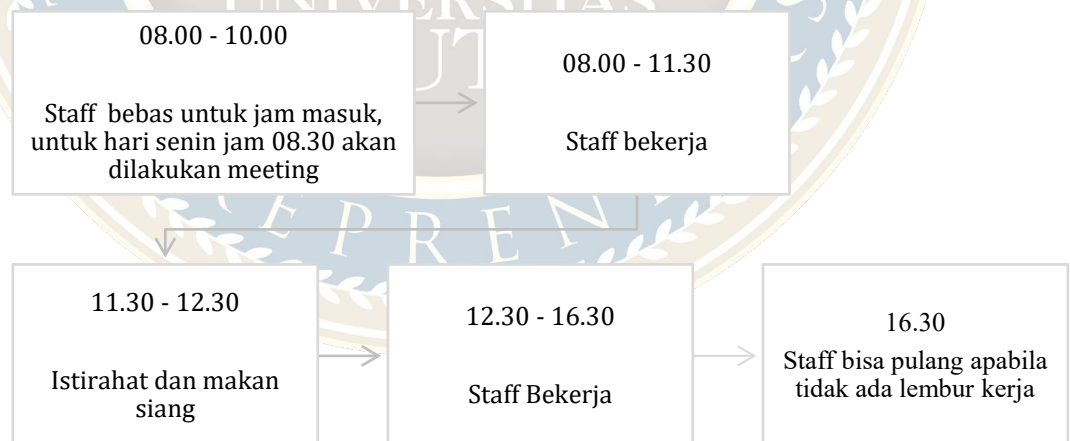 UNIVERSITAS
08.00 - 10.00
Staff bebas untuk jam masuk,
untuk hari senin jam 08.30 akan
dilakukan meeting
08.00 - 11.30
Staff bekerja
11.30 - 12.30
Istirahat dan makan
siang
12.30 - 16.30
Staff Bekerja
16.30
Staff bisa pulang apabila
tidak ada lembur kerja